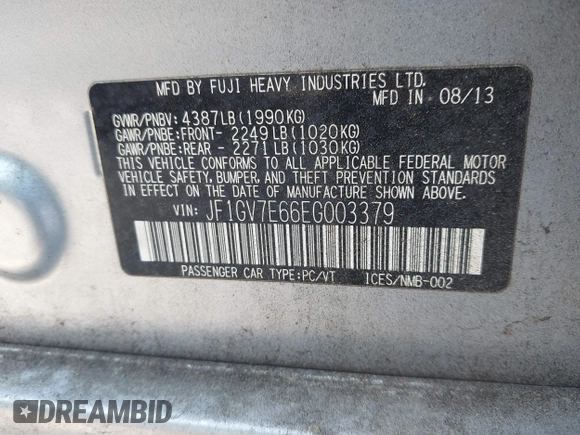 MFD BY FUJI HEAVY INDUSTRIES LTD.
MFD IN 08/13
GVWR/PNBV: 4387LB(1990KG)
GAWR/PNBE:FRONT- 2249LB(1020KG)
GAWR/PNBE:REAR - 2271LB(1030KG)
THIS VEHICLE CONFORMS TO ALL APPLICABLE FEDERAL MOTOR
VEHICLE SAFETY, BUMPER, AND THEFT PREVENTION STANDARDS
IN EFFECT ON THE DATE OF MANUFACTURE SHOWN ABOVE.
VIN: JF1GV7E66EG003379
PASSENGER CAR TYPE:PC/VT ICES/NMB-002
DREAMBID